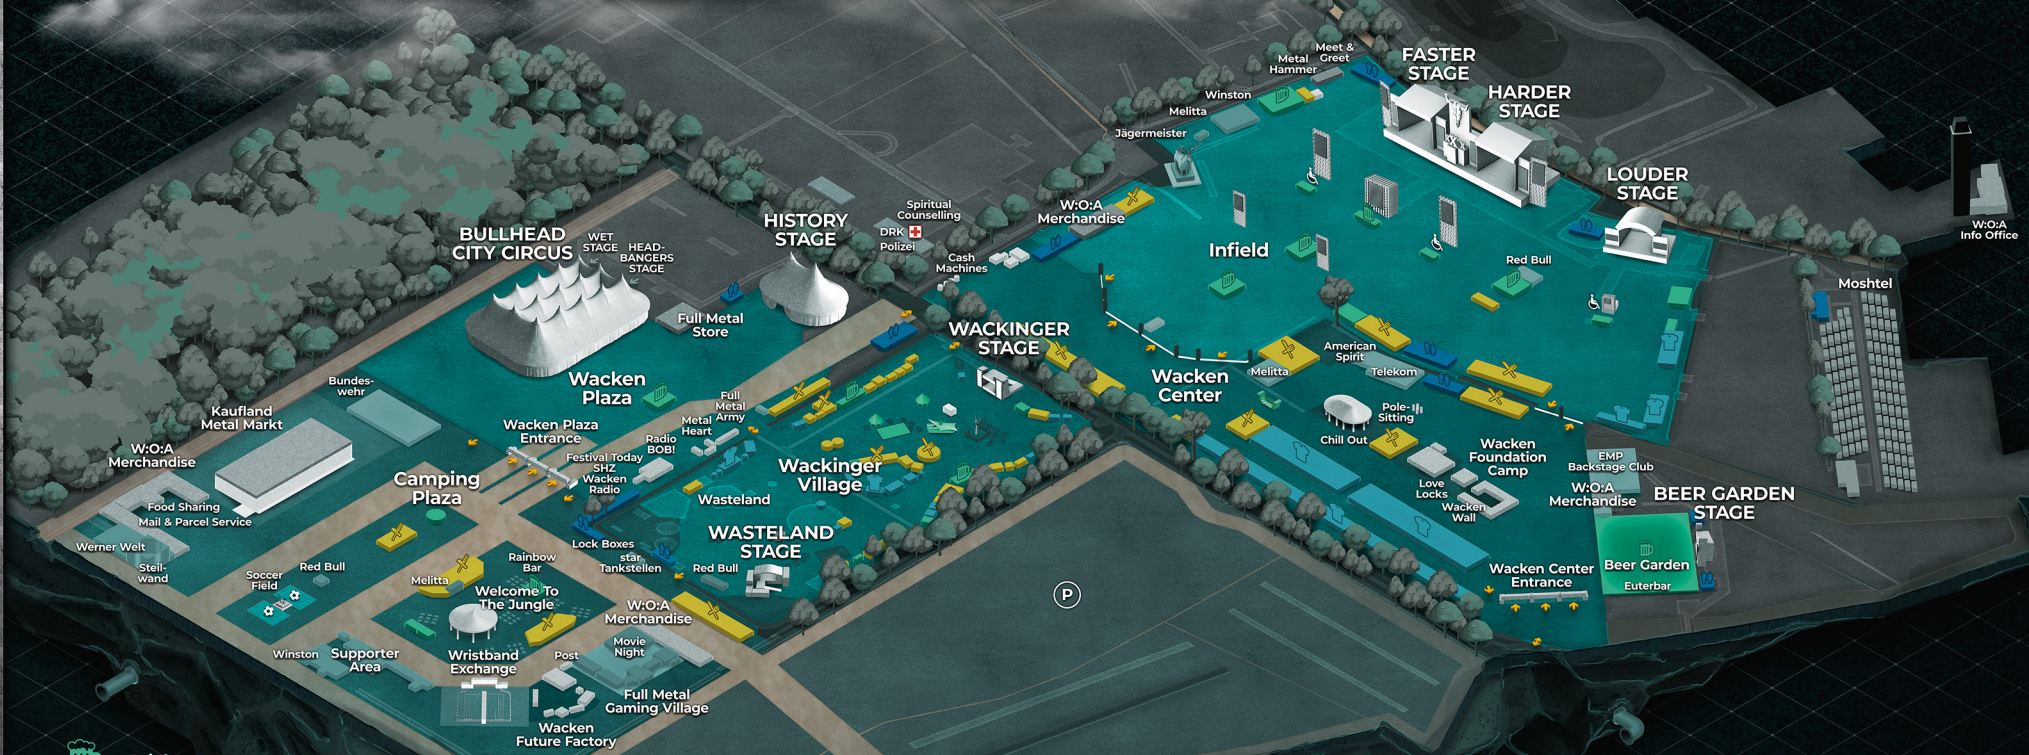 Meet &
Greet
Metal
Hammer
FASTER
STAGE
Winston
HARDER
STAGE
Melitta
Jägermeister
LOUDER
STAGE
W:O:A
Info Office
Spiritual
Counselling
DRK
Polizei
W:O:A
Merchandise
HISTORY
STAGE
BULLHEAD
CITY CIRCUS
WET
STAGE
HEAD-
BANGERS
STAGE
Cash
Machines
Infield
Red Bull
Moshtel
Full Metal
Store
WACKINGER
STAGE
American
Spirit
Melitta
Telekom
Wacken
Center
Wacken
Plaza
Bundes-
wehr
Full
Metal
Army
Metal
Heart
Kaufland
Metal Markt
Wacken Plaza
Entrance
Radio
BOB!
Pole-
Sitting
Chill Out
Wacken
Foundation
Camp
W:O:A
Merchandise
Festival Today
SHZ
Wacken
Radio
Wackinger
Village
EMP
Backstage Club
Love
Locks
W:O:A
Merchandise
Camping
Plaza
Wasteland
Wacken
Wall
BEER GARDEN
STAGE
Food Sharing
Mail & Parcel Service
WASTELAND
STAGE
Werner Welt
Lock Boxes
star
Tankstellen
Steil-
wand
Red Bull
Rainbow
Bar
Red Bull
Soccer
Field
Melitta
Wacken Center
Entrance
Beer Garden
Euterbar
P
Welcome To
The Jungle
W:O:A
Merchandise
Winston
Supporter
Area
Wristband
Exchange
Post
Movie
Night
Full Metal
Gaming Village
Wacken
Future Factory